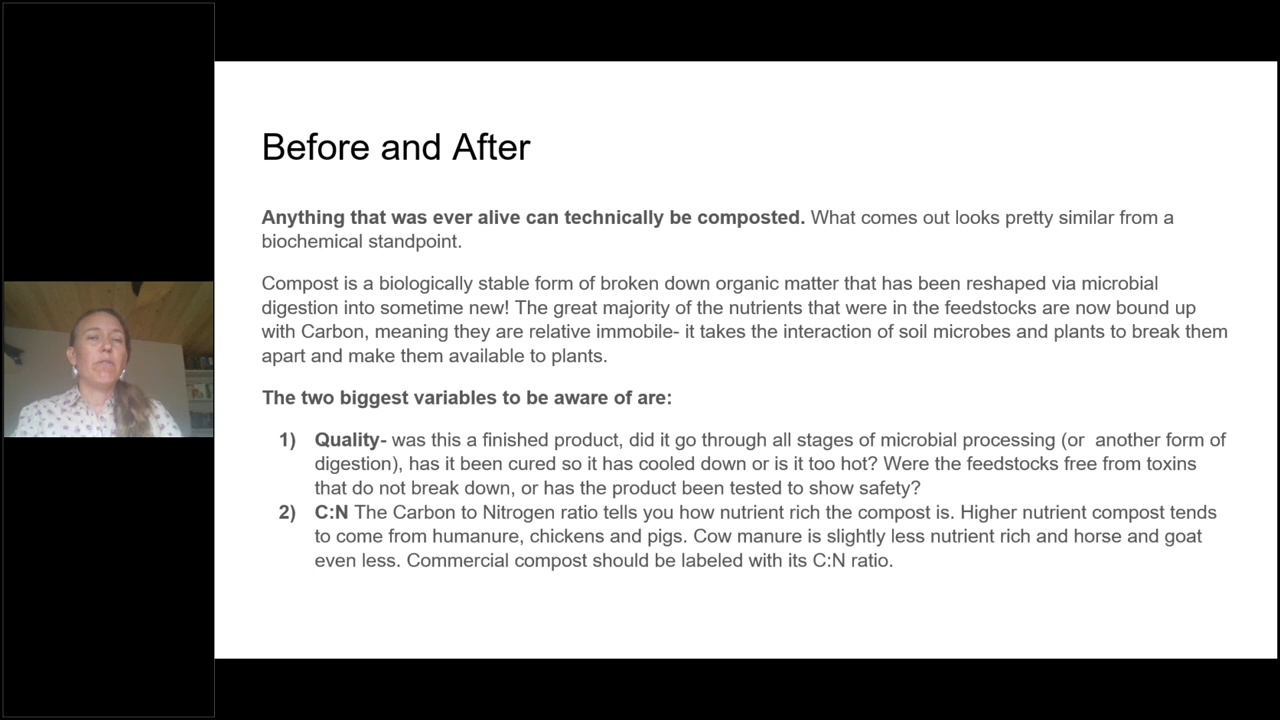 Before and After
Anything that was ever alive can technically be composted. What comes out looks pretty similar from a
biochemical standpoint.
Compost is a biologically stable form of broken down organic matter that has been reshaped via microbial
digestion into sometime new! The great majority of the nutrients that were in the feedstocks are now bound up
with Carbon, meaning they are relative immobile- it takes the interaction of soil microbes and plants to break them
apart and make them available to plants.
The two biggest variables to be aware of are:
1) Quality- was this a finished product, did it go through all stages of microbial processing (or another form of
digestion), has it been cured so it has cooled down or is it too hot? Were the feedstocks free from toxins
that do not break down, or has the product been tested to show safety?
2) C:N The Carbon to Nitrogen ratio tells you how nutrient rich the compost is. Higher nutrient compost tends
to come from humanure, chickens and pigs. Cow manure is slightly less nutrient rich and horse and goat
even less. Commercial compost should be labeled with its C:N ratio.